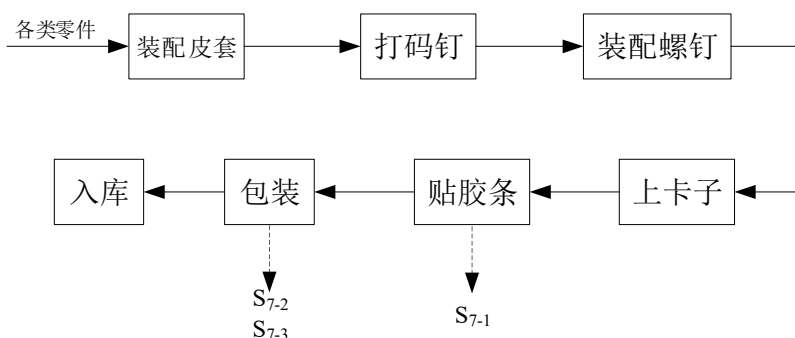 各类零件
装配皮套
打码钉
装配螺钉
入库
包装
贴胶条
上卡子
S7-2
S7-3
S7-1